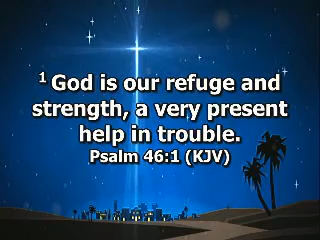 1 God is our refuge and
strength, a very present
help in trouble.
Psalm 46:1 (KJV)